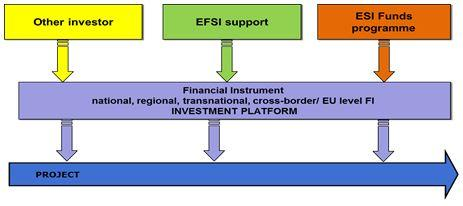 Other investor
EFSI support
ESI Funds
programme
Financial Instrument
national, regional, transnational, cross-border/ EU level FI
INVESTMENT PLATFORM
PROJECT